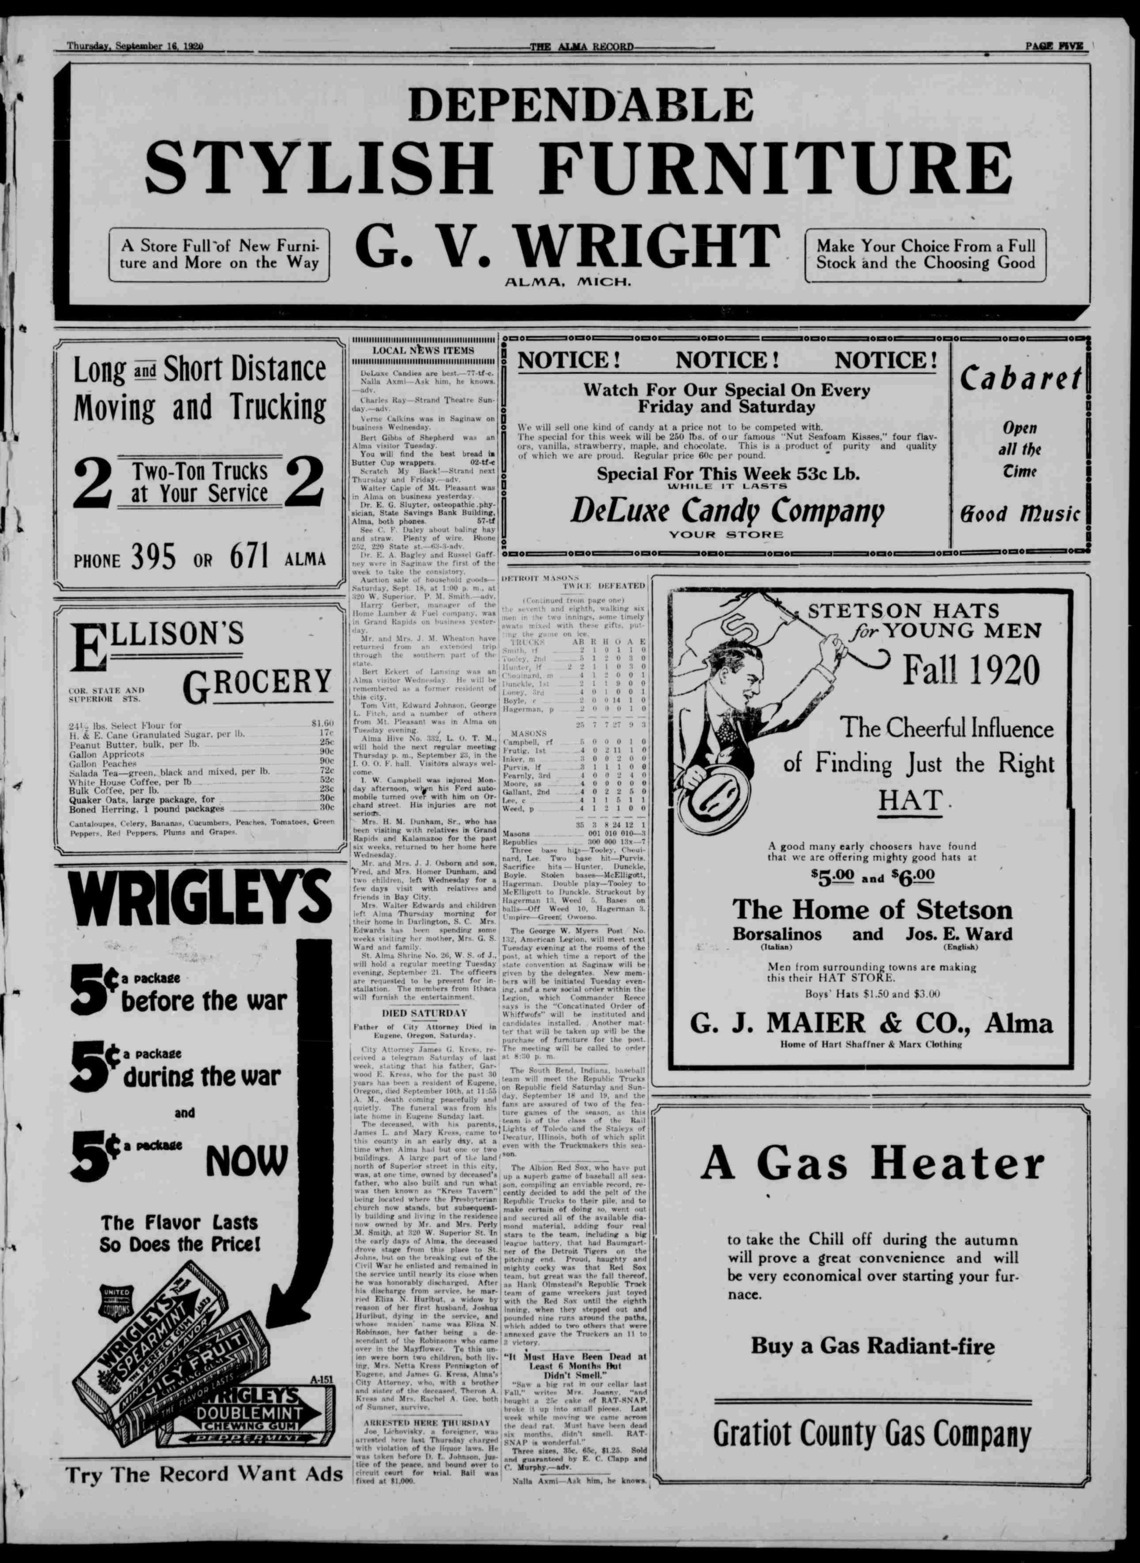 Thursday, September 16, 1920
THE ALMA RECORD
PAGE FIVE
DEPENDABLE
STYLISH FURNITURE
A Store Full of New Furni-
ture and More on the Way
G. V. WRIGHT
ALMA, MICH.
Make Your Choice From a Full
Stock and the Choosing Good
Long and Short Distance
Moving and Trucking
2 Two-Ton Trucks 2
at Your Service
PHONE 395 OR 671 ALMA
ELLISON'S
COR. STATE AND
SUPERIOR STS.
GROCERY
24½ lbs. Select Flour for $1.60
H. & E. Cane Granulated Sugar, per lb. 17c
Peanut Butter, bulk, per lb. 25c
Gallon Appricots 90c
Gallon Peaches 90c
Salada Tea—green, black and mixed, per lb. 72c
White House Coffee, per lb 52c
Bulk Coffee, per lb. 23c
Quaker Oats, large package, for 30c
Boned Herring, 1 pound packages 30c
Cantaloupes, Celery, Bananas, Cucumbers, Peaches, Tomatoes, Green
Peppers, Red Peppers, Plums and Grapes.
WRIGLEY'S
5¢ a package
before the war
5¢ a package
during the war
and
5¢ a package
NOW
The Flavor Lasts
So Does the Price!
UNITED
COUPONS
WRIGLEY'S
SPEARMINT
JUICY FRUIT
A-151
WRIGLEY'S
DOUBLEMINT
CHEWING GUM
PEPPERMINT
Try The Record Want Ads
LOCAL NEWS ITEMS
DeLuxe Candies are best.—77-tf-c.
Nalla Axmi—Ask him, he knows.
—adv.
Charles Ray—Strand Theatre Sun-
day.—adv.
Verne Calkins was in Saginaw on
business Wednesday.
Bert Gibbs of Shepherd was an
Alma visitor Tuesday.
You will find the best bread in
Butter Cup wrappers. 02-tf-c
Scratch My Back!—Strand next
Thursday and Friday.—adv.
Walter Caple of Mt. Pleasant was
in Alma on business yesterday.
Dr. E. G. Sluyter, osteopathic phy-
sician, State Savings Bank Building,
Alma, both phones. 57-tf
See C. F. Daley about baling hay
and straw. Plenty of wire. Phone
252, 220 State st.—63-3-adv.
Dr. E. A. Bagley and Russel Gaff-
ney were in Saginaw the first of the
week to take the consistory.
Auction sale of household goods—
Saturday, Sept. 18, at 1:00 p. m., at
320 W. Superior. P. M. Smith.—adv.
Harry Gerber, manager of the
Home Lumber & Fuel company, was
in Grand Rapids on business yester-
day.
Mr. and Mrs. J. M. Wheaton have
returned from an extended trip
through the southern part of the
state.
Bert Eckert of Lansing was an
Alma visitor Wednesday. He will be
remembered as a former resident of
this city.
Tom Vitt, Edward Johnson, George
L. Fitch, and a number of others
from Mt. Pleasant was in Alma on
Tuesday evening.
Alma Hive No. 332, L. O. T. M.,
will hold the next regular meeting
Thursday p. m., September 23, in the
I. O. O. F. hall. Visitors always wel-
come.
I. W. Campbell was injured Mon-
day afternoon, when his Ford auto-
mobile turned over with him on Or-
chard street. His injuries are not
serious.
Mrs. H. M. Dunham, Sr., who has
been visiting with relatives in Grand
Rapids and Kalamazoo for the past
six weeks, returned to her home here
Wednesday.
Mr. and Mrs. J. J. Osborn and son,
Fred, and Mrs. Homer Dunham, and
two children, left Wednesday for a
few days visit with relatives and
friends in Bay City.
Mrs. Walter Edwards and children
left Alma Thursday morning for
their home in Darlington, S. C. Mrs.
Edwards has been spending some
weeks visiting her mother, Mrs. G. S.
Ward and family.
St. Alma Shrine No. 26, W. S. of J.,
will hold a regular meeting Tuesday
evening, September 21. The officers
are requested to be present for in-
stallation. The members from Ithaca
will furnish the entertainment.
DIED SATURDAY
Father of City Attorney Died in
Eugene, Oregon, Saturday.
City Attorney James G. Kress, re-
ceived a telegram Saturday of last
week, stating that his father, Gar-
wood E. Kress, who for the past 30
years has been a resident of Eugene,
Oregon, died September 10th, at 11:55
A. M., death coming peacefully and
quietly. The funeral was from his
late home in Eugene Sunday last.
The deceased, with his parents,
James L. and Mary Kress, came to
this county in an early day, at a
time when Alma had but one or two
buildings. A large part of the land
north of Superior street in this city,
was, at one time, owned by deceased's
father, who also built and run what
was then known as "Kress Tavern"
being located where the Presbyterian
church now stands, but subsequent-
ly building and living in the residence
now owned by Mr. and Mrs. Perly
M. Smith, at 320 W. Superior St. In
the early days of Alma, the deceased
drove stage from this place to St.
Johns, but on the breaking out of the
Civil War he enlisted and remained in
the service until nearly its close when
he was honorably discharged. After
his discharge from service, he mar-
ried Eliza N. Hurlbut, a widow by
reason of her first husband, Joshua
Hurlbut, dying in the service, and
whose maiden name was Eliza N.
Robinson, her father being a de-
scendant of the Robinsons who came
over in the Mayflower. To this un-
ion were born two children, both liv-
ing, Mrs. Netta Kress Pennington of
Eugene, and James G. Kress, Alma's
City Attorney, who, with a brother
and sister of the deceased, Theron A.
Kress and Mrs. Rachel A. Gee, both
of Sumner, survive.
ARRESTED HERE THURSDAY
Joe Lichovisky, a foreigner, was
arrested here last Thursday charged
with violation of the liquor laws. He
was taken before D. L. Johnson, jus-
tice of the peace, and bound over to
circuit court for trial. Bail was
fixed at $1,000.
NOTICE! NOTICE! NOTICE!
Watch For Our Special On Every
Friday and Saturday
We will sell one kind of candy at a price not to be competed with.
The special for this week will be 250 lbs. of our famous "Nut Seafoam Kisses," four flav-
ors, vanilla, strawberry, maple, and chocolate. This is a product of purity and quality
of which we are proud. Regular price 60c per pound.
Special For This Week 53c Lb.
WHILE IT LASTS
DeLuxe Candy Company
YOUR STORE
Cabaret
Open
all the
Time
Good Music
DETROIT MASONS
TWICE DEFEATED
(Continued from page one)
the seventh and eighth, walking six
men in the two innings, some timely
swats mixed with these gifts, put-
ting the game on ice.
TRUCKS AB R H O A E
Smith, rf 2 1 0 1 1 0
Tooley, 2nd 5 1 2 0 3 0
Hunter, lf 2 2 1 1 0 3 0
Chouinard, m 4 1 2 0 0 1
Dunckle, 1st 2 1 1 9 0 0
Loney, 3rd 4 0 1 0 0 1
Boyle, c 2 0 0 14 1 0
Hagerman, p 2 0 0 0 1 0
25 7 7 27 9 3
MASONS
Campbell, rf 5 0 0 0 1 0
Frutig, 1st 4 0 2 11 1 0
Inker, m 3 0 0 2 0 0
Purvis, lf 3 1 1 1 0 0
Fearnly, 3rd 4 0 0 2 4 0
Moore, ss 4 0 0 0 0 0
Gallant, 2nd 4 0 2 2 5 0
Lee, c 4 1 1 5 1 1
Weed, p 4 1 2 1 0 0
35 3 8 24 12 1
Masons 001 010 010—3
Republics 300 000 13x—7
Three base hits—Tooley, Choui-
nard, Lee. Two base hit—Purvis.
Sacrifice hits—Hunter, Dunckle,
Boyle. Stolen bases—McElligott,
Hagerman. Double play—Tooley to
McElligott to Dunckle. Struckout by
Hagerman 13, Weed 5. Bases on
balls—Off Weed 10, Hagerman 3.
Umpire—Green, Owosso.
The George W. Myers Post No.
132, American Legion, will meet next
Tuesday evening at the rooms of the
post, at which time a report of the
state convention at Saginaw will be
given by the delegates. New mem-
bers will be initiated Tuesday even-
ing, and a new social order within the
Legion, which Commander Reece
says is the "Concatinated Order of
Whiffwofs" will be instituted and
candidates installed. Another mat-
ter that will be taken up will be the
purchase of furniture for the post.
The meeting will be called to order
at 8:30 p. m.
The South Bend, Indiana, baseball
team will meet the Republic Trucks
on Republic field Saturday and Sun-
day, September 18 and 19, and the
fans are assured of two of the fea-
ture games of the season, as this
team is of the class of the Rail
Lights of Toledo and the Staleys of
Decatur, Illinois, both of which split
even with the Truckmakers this sea-
son.
The Albion Red Sox, who have put
up a superb game of baseball all sea-
son, compiling an enviable record, re-
cently decided to add the pelt of the
Republic Trucks to their pile, and to
make certain of doing so, went out
and secured all of the available dia-
mond material, adding four real
stars to the team, including a big
league battery, that had Baumgart-
ner of the Detroit Tigers on the
pitching end. Proud, haughty and
mighty cocky was that Red Sox
team, but great was the fall thereof,
as Hank Olmstead's Republic Truck
team of game wreckers just toyed
with the Red Sox until the eighth
inning, when they stepped out and
pounded nine runs around the paths,
which added to two others that were
annexed gave the Truckers an 11 to
3 victory.
"It Must Have Been Dead at
Least 6 Months But
Didn't Smell."
"Saw a big rat in our cellar last
Fall," writes Mrs. Joanny, "and
bought a 25c cake of RAT-SNAP,
broke it up into small pieces. Last
week while moving we came across
the dead rat. Must have been dead
six months, didn't smell. RAT-
SNAP is wonderful."
Three sizes, 35c, 65c, $1.25. Sold
and guaranteed by E. C. Clapp and
C. Murphy.—adv.
Nalla Axmi—Ask him, he knows.
STETSON HATS
for YOUNG MEN
Fall 1920
The Cheerful Influence
of Finding Just the Right
HAT.
A good many early choosers have found
that we are offering mighty good hats at
$5.00 and $6.00
The Home of Stetson
Borsalinos and Jos. E. Ward
(Italian) (English)
Men from surrounding towns are making
this their HAT STORE.
Boys' Hats $1.50 and $3.00
G. J. MAIER & CO., Alma
Home of Hart Shaffner & Marx Clothing
A Gas Heater
to take the Chill off during the autumn
will prove a great convenience and will
be very economical over starting your fur-
nace.
Buy a Gas Radiant-fire
Gratiot County Gas Company